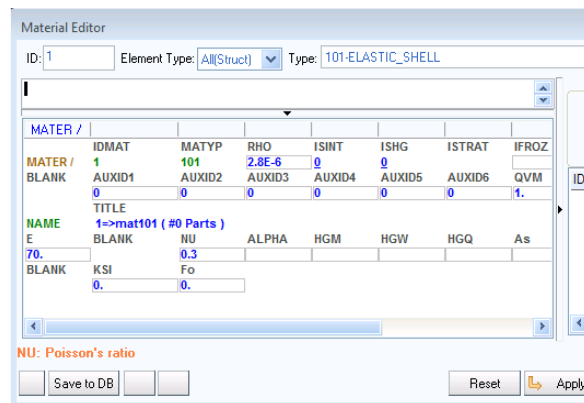 Material Editor
ID: 1 Element Type: All(Struct) Type: 101-ELASTIC_SHELL
MATER /
IDMAT MATYP RHO ISINT ISHG ISTRAT IFROZ
MATER / 1 101 2.8E-6 0 0
BLANK AUXID1 AUXID2 AUXID3 AUXID4 AUXID5 AUXID6 QVM
0 0 0 0 0 0 1.
TITLE
NAME 1=>mat101 ( #0 Parts )
E BLANK NU ALPHA HGM HGW HGQ As
70. 0.3
BLANK KSI Fo
0. 0.
ID
NU: Poisson's ratio
Save to DB Reset Apply